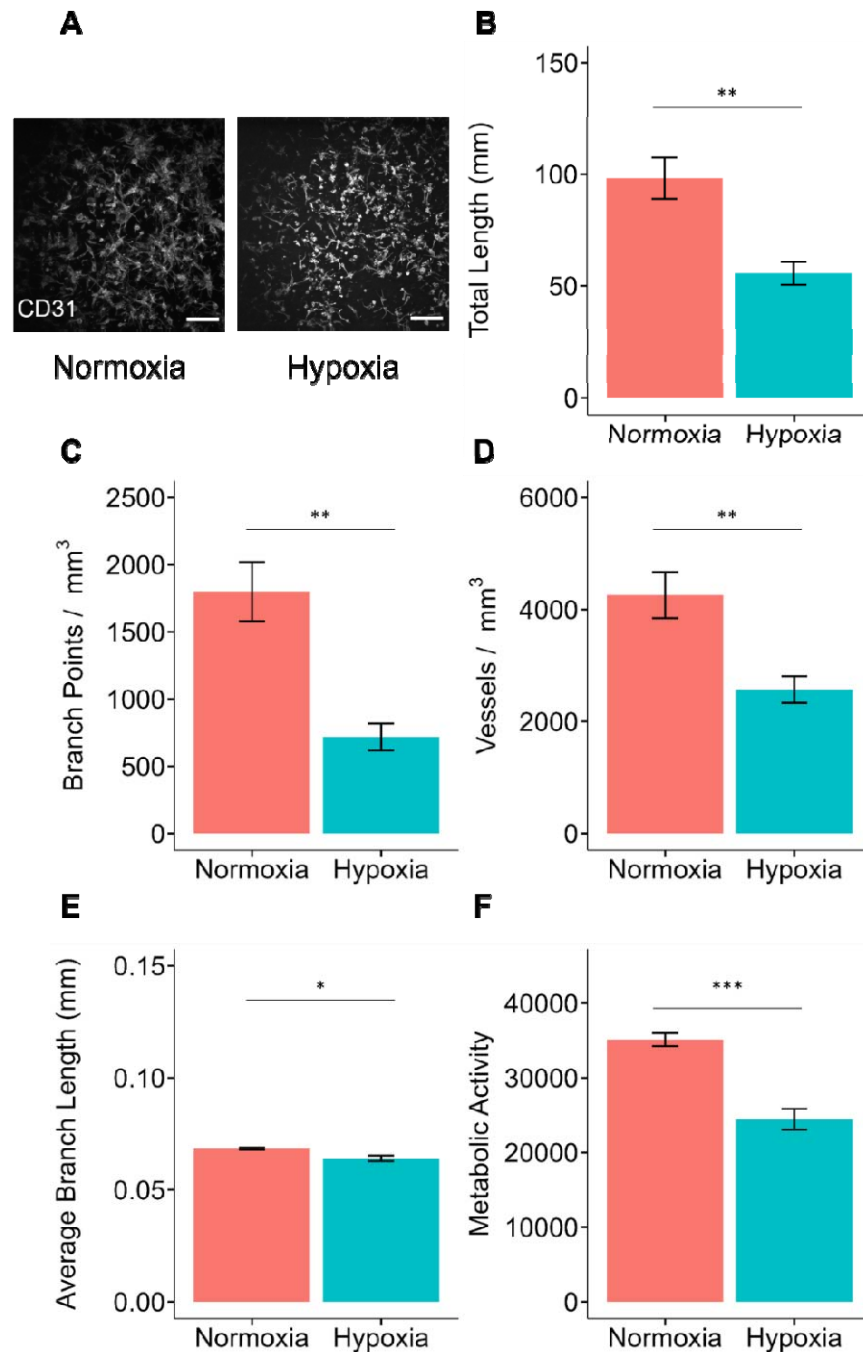 A
CD31
Normoxia Hypoxia
B
Total Length (mm)
150
100
50
0
**
Normoxia Hypoxia
C
Branch Points / mm³
2500
2000
1500
1000
500
0
**
Normoxia Hypoxia
D
Vessels / mm³
6000
4000
2000
0
**
Normoxia Hypoxia
E
Average Branch Length (mm)
0.15
0.10
0.05
0.00
*
Normoxia Hypoxia
F
Metabolic Activity
40000
30000
20000
10000
0
***
Normoxia Hypoxia